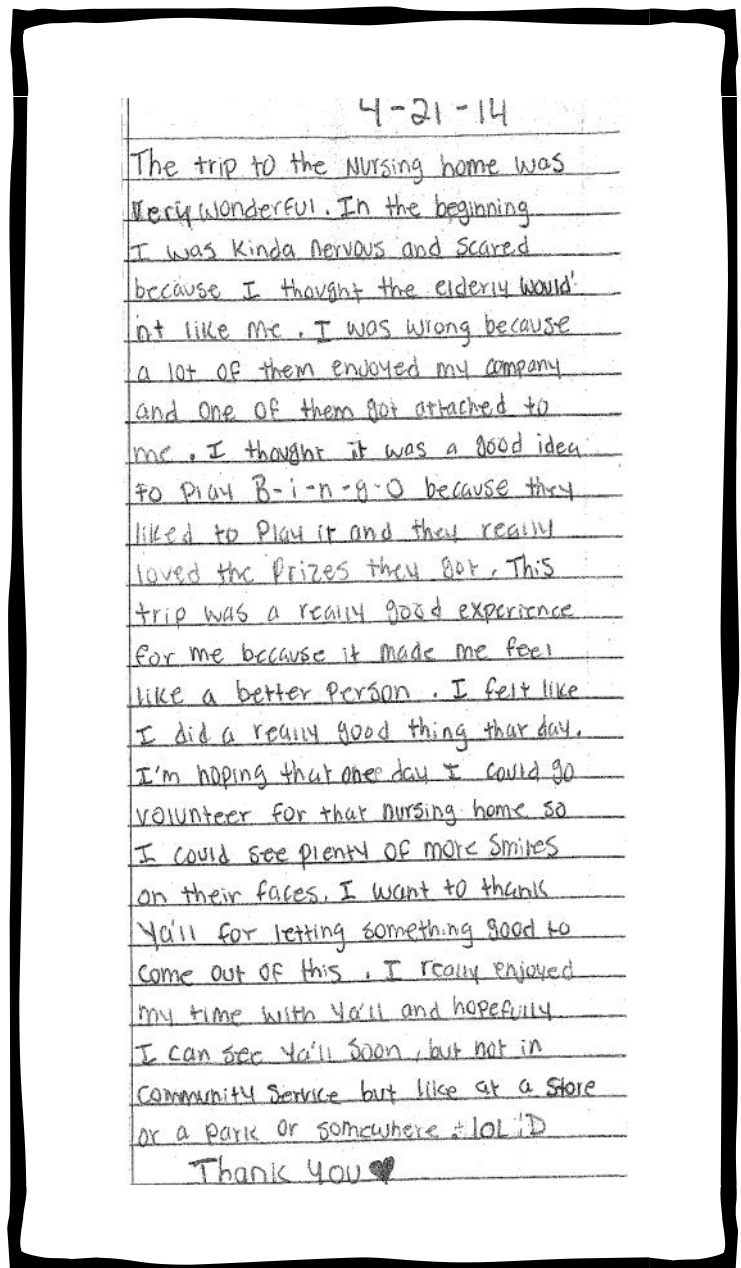 4-21-14
The trip to the Nursing home was
Very wonderful. In the beginning
I was Kinda nervous and scared
because I thought the elderly would'
nt like me. I was wrong because
a lot of them enjoyed my company
and one of them got attached to
me. I thought it was a good idea
to play B-i-n-g-O because they
liked to Play it and they really
loved the Prizes they got. This
trip was a really good experience
for me because it made me feel
like a better Person. I felt like
I did a really good thing that day.
I'm hoping that one day I could go
volunteer for that nursing home so
I could see plenty of more smiles
on their faces. I want to thank
Ya'll for letting something good to
come out of this. I really enjoyed
my time with Ya'll and hopefully
I can see Ya'll soon, but not in
Community Service but like at a Store
or a park or somewhere. lol :D
Thank you ♥